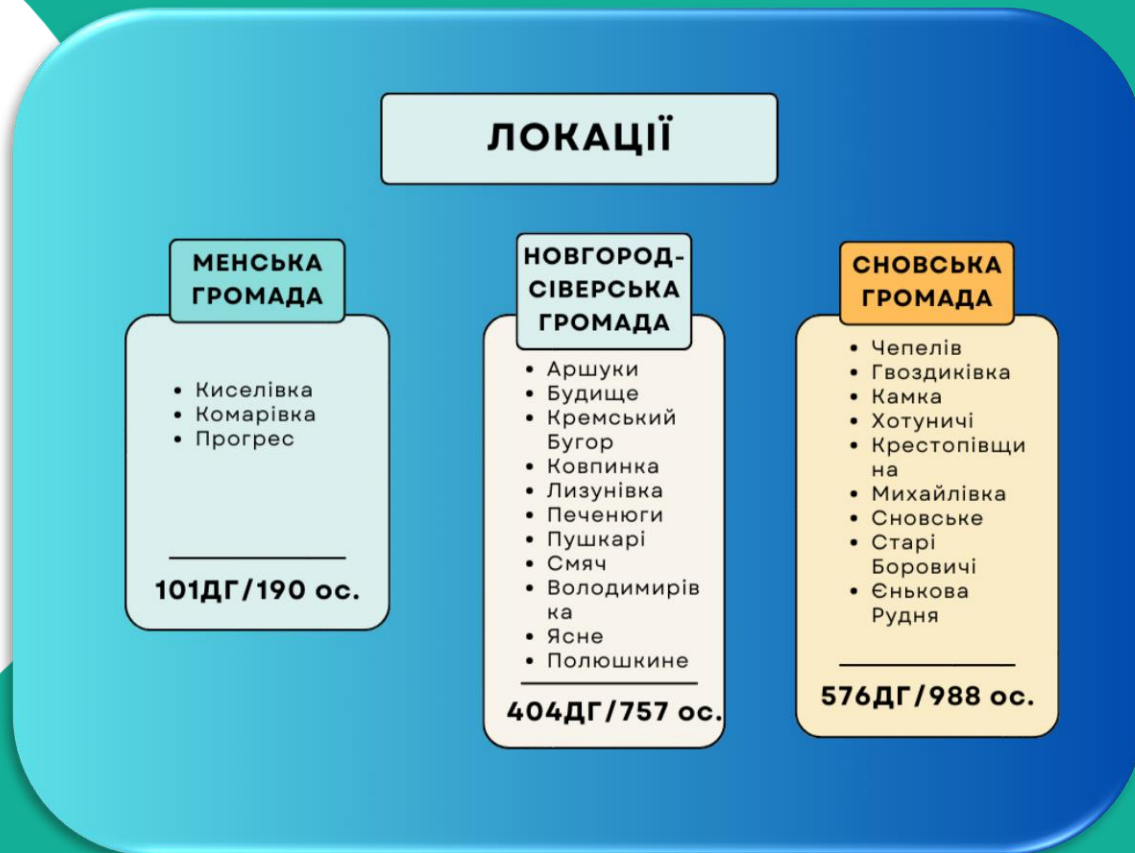 ЛОКАЦІЇ
МЕНСЬКА
ГРОМАДА
• Киселівка
• Комарівка
• Прогрес
101ДГ/190 ос.
НОВГОРОД-
СІВЕРСЬКА
ГРОМАДА
• Аршуки
• Будище
• Кремський
Бугор
• Ковпинка
• Лизунівка
• Печенюги
• Пушкарі
• Смяч
• Володимирів
ка
• Ясне
• Полюшкине
404ДГ/757 ос.
СНОВСЬКА
ГРОМАДА
• Чепелів
• Гвоздиківка
• Камка
• Хотуничі
• Крестопівщи
на
• Михайлівка
• Сновське
• Старі
Боровичі
• Єнькова
Рудня
576ДГ/988 ос.